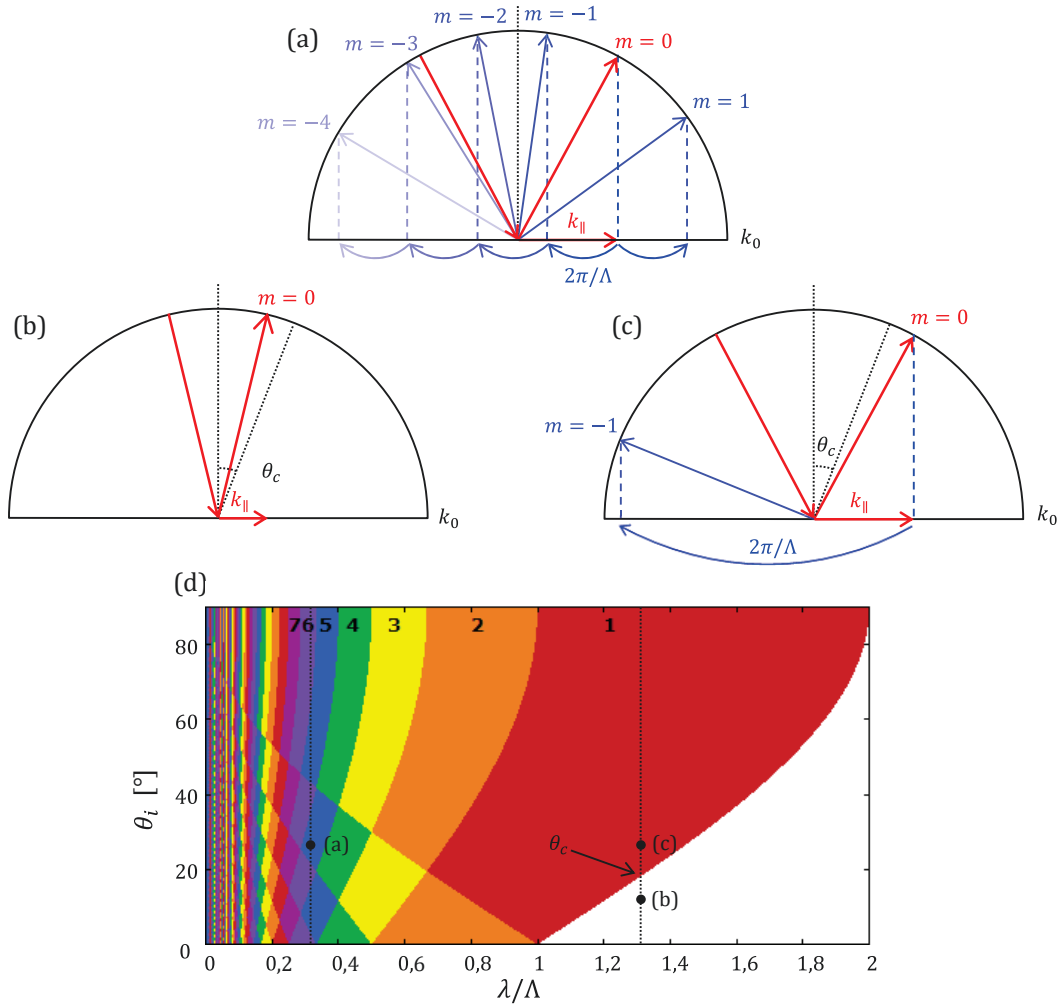 (a)
m = −2
m = −1
m = −3
m = 0
m = 1
m = −4
k∥
k₀
2π/Λ
(b)
m = 0
θc
k∥
k₀
(c)
m = 0
m = −1
θc
k∥
k₀
2π/Λ
(d)
7 6 5 4 3 2 1
80
60
40
20
0
θi [°]
(a)
θc
(c)
(b)
0 0,2 0,4 0,6 0,8 1 1,2 1,4 1,6 1,8 2
λ/Λ